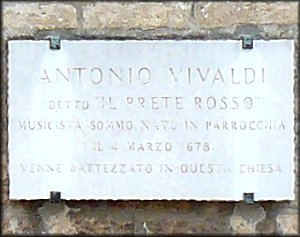 ANTONIO VIVALDI
DETTO "IL PRETE ROSSO"
MUSICISTA SOMMO NATO IN PARROCCHIA
IL 4 MARZO 1678
VENNE BATTEZZATO IN QUESTA CHIESA